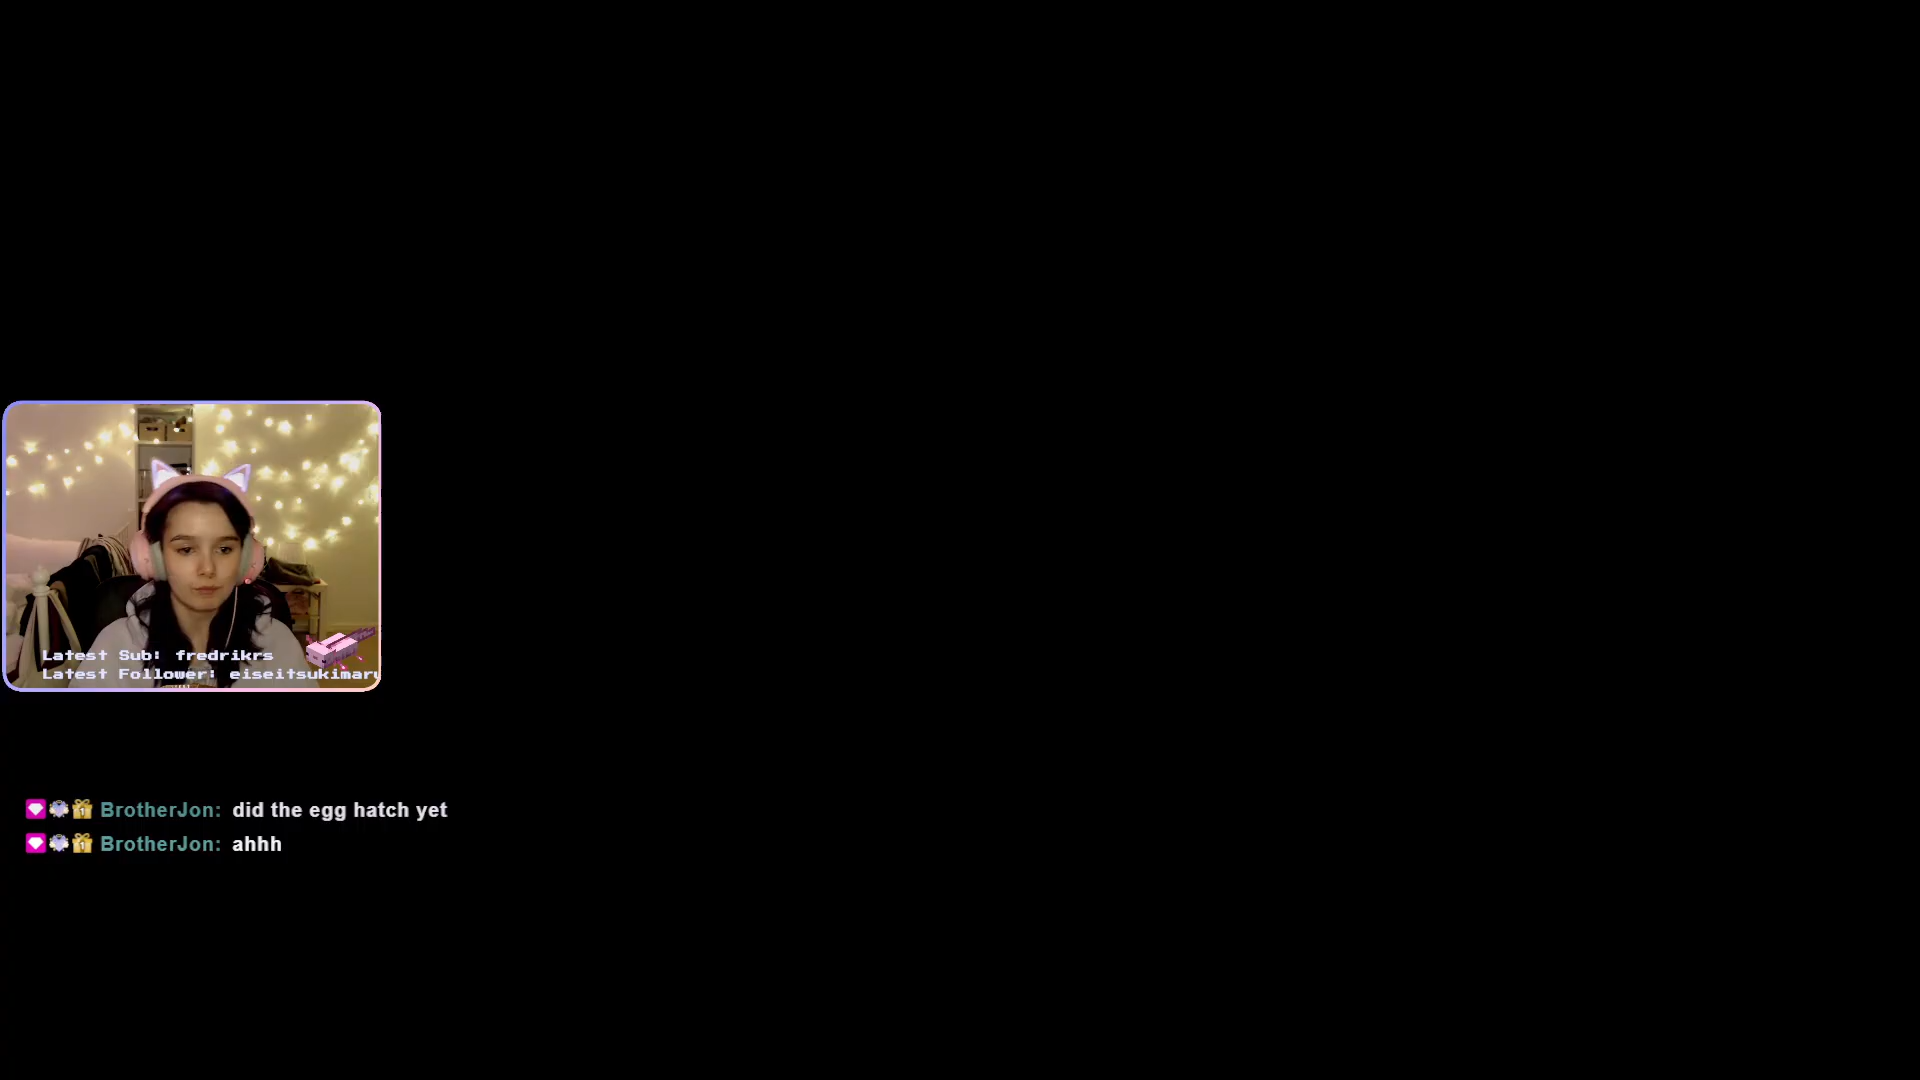 Latest Sub: fredrikrs
Latest Follower: eiseitsukimaru
BrotherJon: did the egg hatch yet
BrotherJon: ahhh